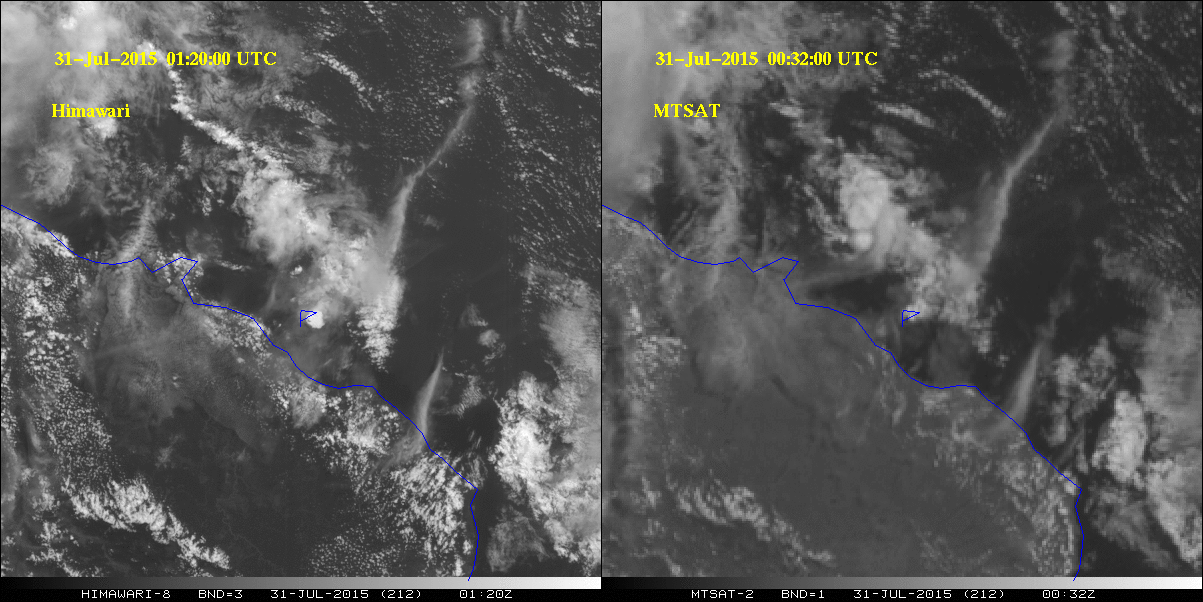 31-Jul-2015 01:20:00 UTC
Himawari
31-Jul-2015 00:32:00 UTC
MTSAT
HIMAWARI-8 BND=3 31-JUL-2015 (212) 01:20Z
MTSAT-2 BND=1 31-JUL-2015 (212) 00:32Z